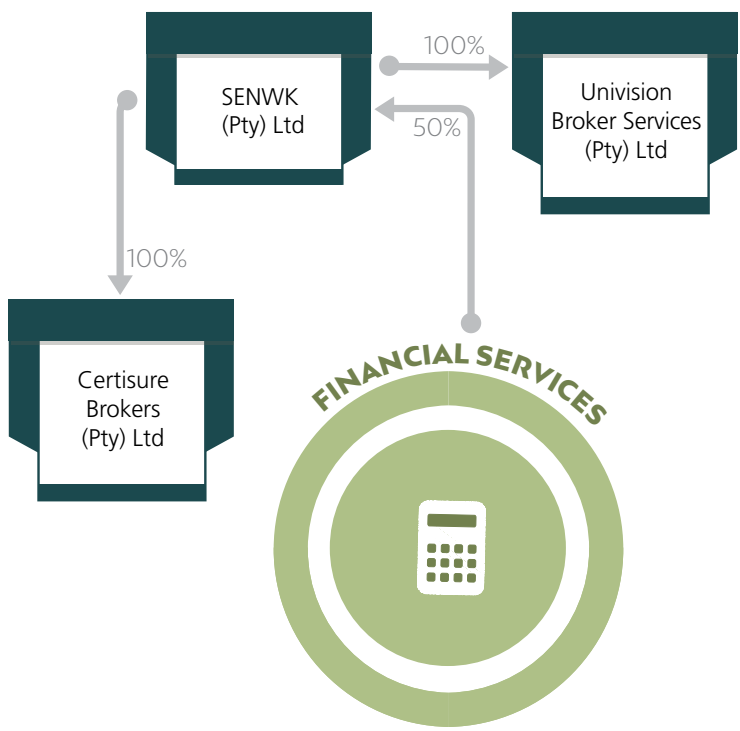 SENWK
(Pty) Ltd
100%
Univision
Broker Services
(Pty) Ltd
50%
100%
Certisure
Brokers
(Pty) Ltd
FINANCIAL SERVICES